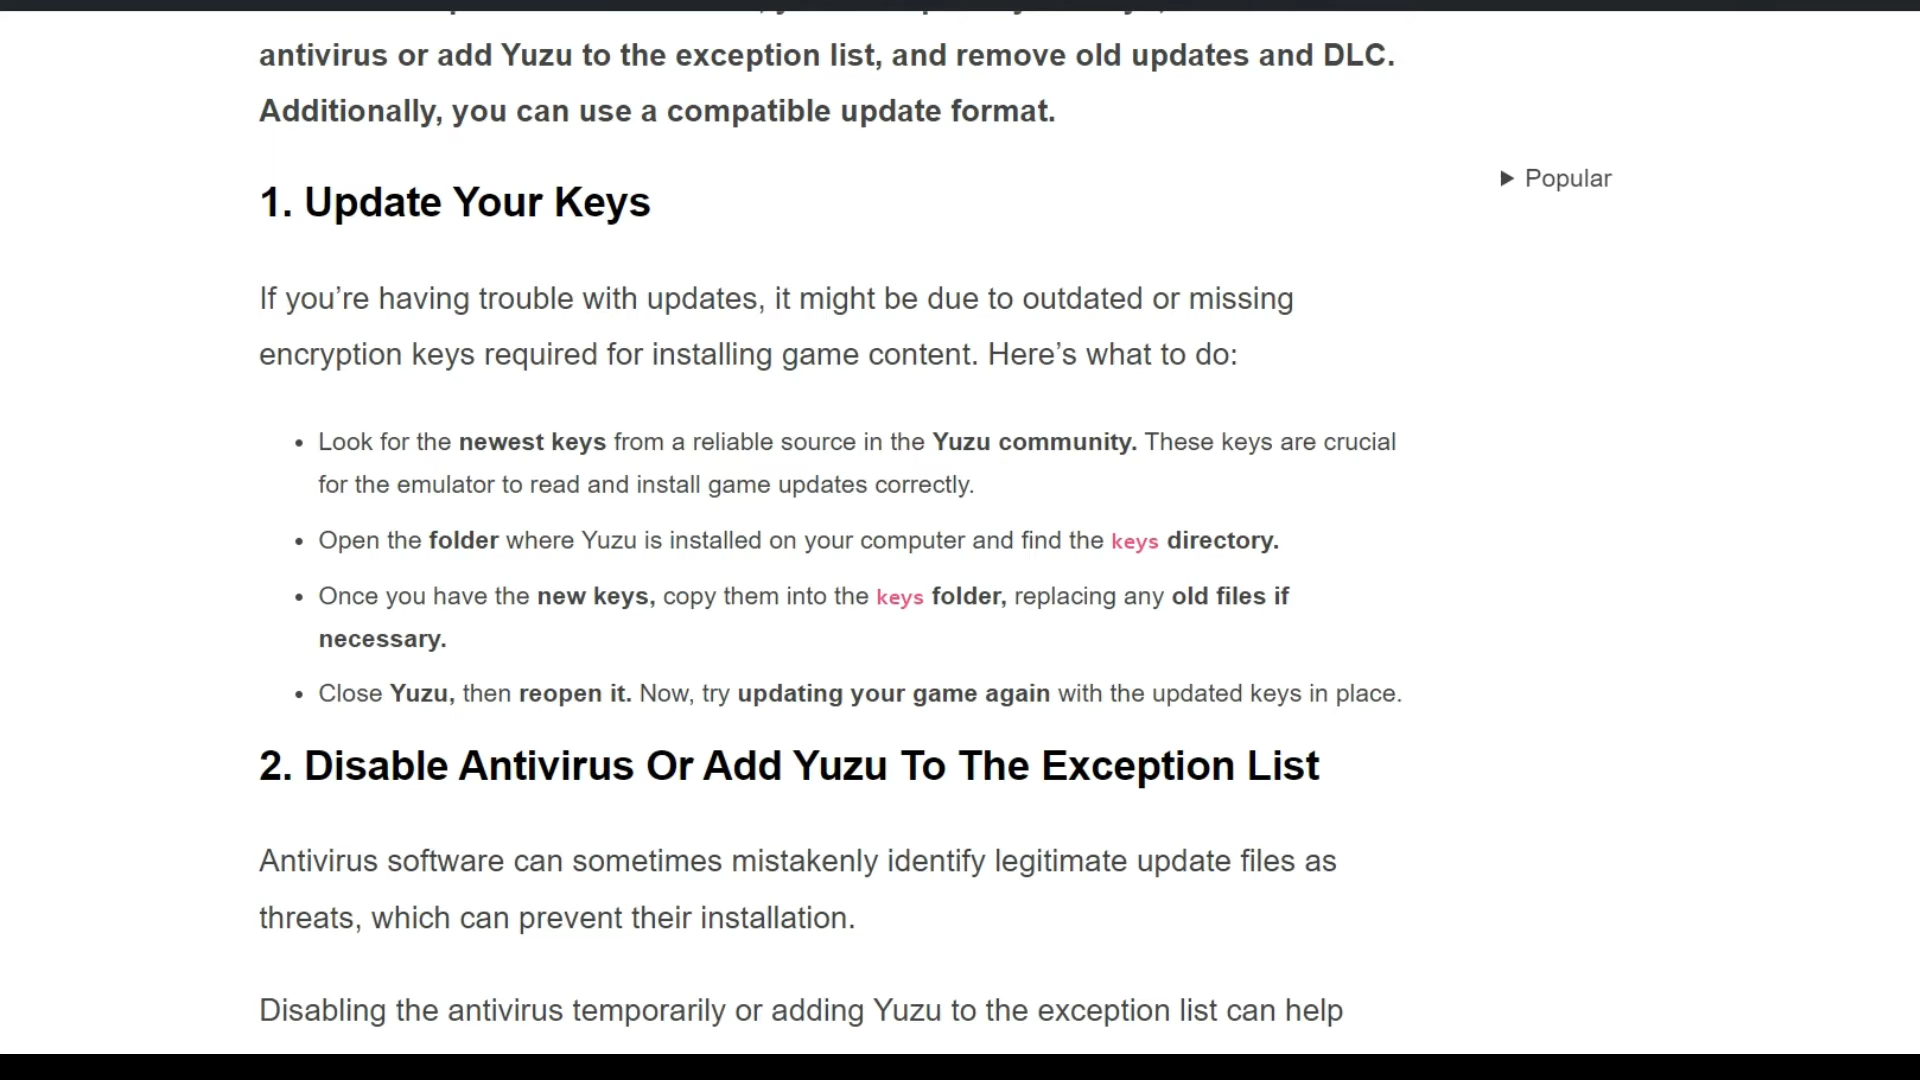 antivirus or add Yuzu to the exception list, and remove old updates and DLC.
Additionally, you can use a compatible update format.
▶ Popular
1. Update Your Keys
If you’re having trouble with updates, it might be due to outdated or missing
encryption keys required for installing game content. Here’s what to do:
• Look for the newest keys from a reliable source in the Yuzu community. These keys are crucial
for the emulator to read and install game updates correctly.
• Open the folder where Yuzu is installed on your computer and find the keys directory.
• Once you have the new keys, copy them into the keys folder, replacing any old files if
necessary.
• Close Yuzu, then reopen it. Now, try updating your game again with the updated keys in place.
2. Disable Antivirus Or Add Yuzu To The Exception List
Antivirus software can sometimes mistakenly identify legitimate update files as
threats, which can prevent their installation.
Disabling the antivirus temporarily or adding Yuzu to the exception list can help